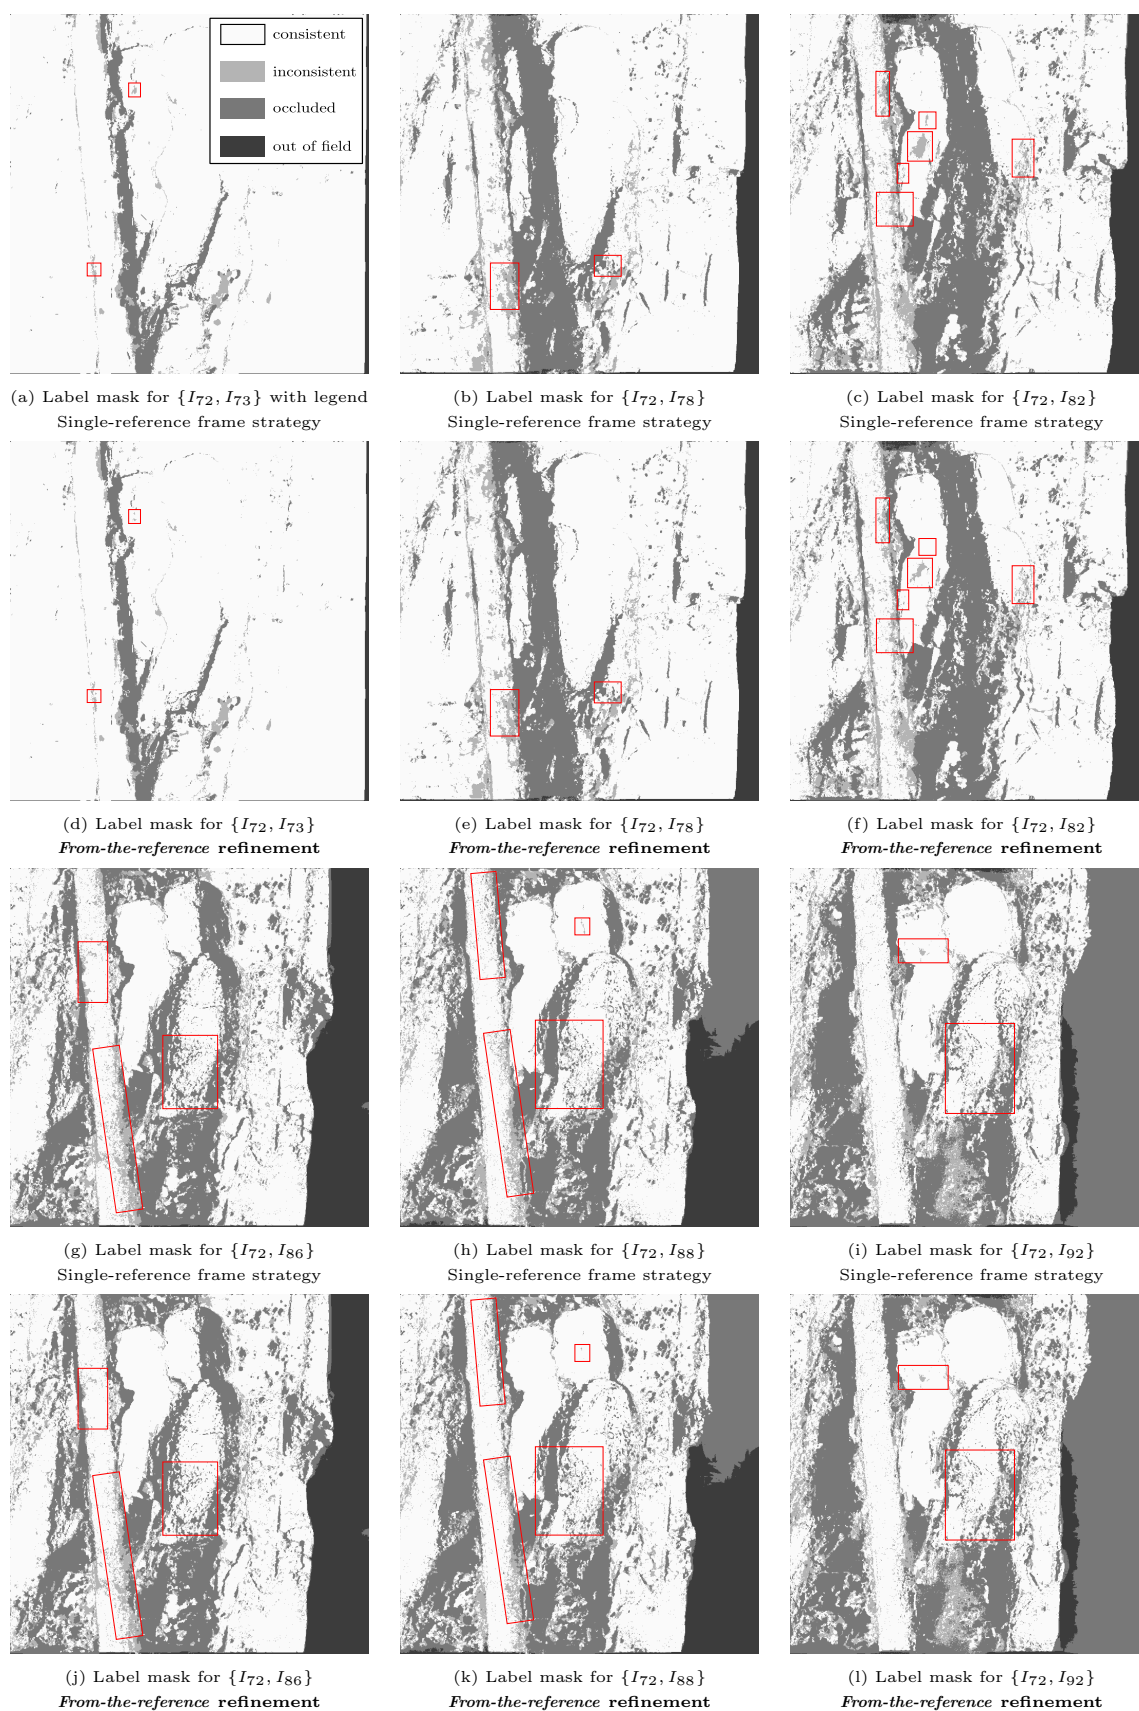 consistent
inconsistent
occluded
out of field
(a) Label mask for {I72, I73} with legend
Single-reference frame strategy
(b) Label mask for {I72, I78}
Single-reference frame strategy
(c) Label mask for {I72, I82}
Single-reference frame strategy
(d) Label mask for {I72, I73}
From-the-reference refinement
(e) Label mask for {I72, I78}
From-the-reference refinement
(f) Label mask for {I72, I82}
From-the-reference refinement
(g) Label mask for {I72, I86}
Single-reference frame strategy
(h) Label mask for {I72, I88}
Single-reference frame strategy
(i) Label mask for {I72, I92}
Single-reference frame strategy
(j) Label mask for {I72, I86}
From-the-reference refinement
(k) Label mask for {I72, I88}
From-the-reference refinement
(l) Label mask for {I72, I92}
From-the-reference refinement